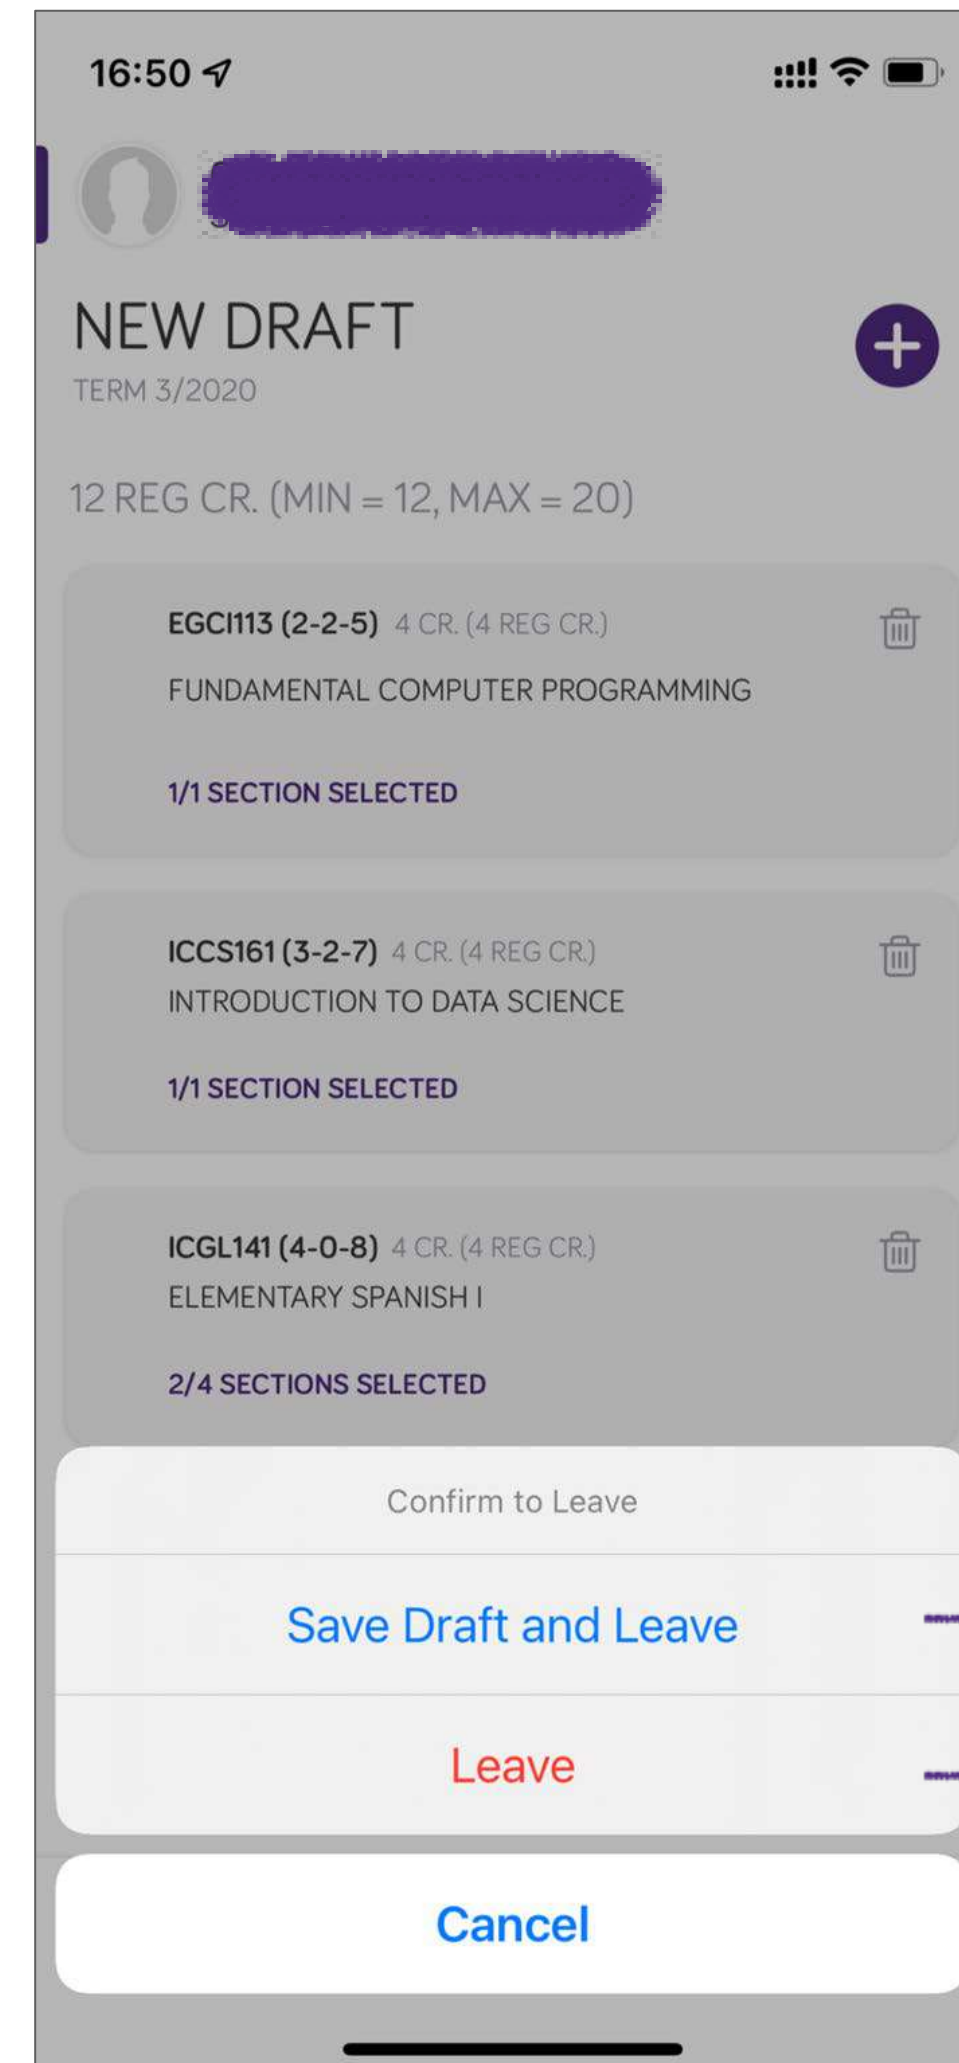 16:50
NEW DRAFT
TERM 3/2020
12 REG CR. (MIN = 12, MAX = 20)
EGCI113 (2-2-5) 4 CR. (4 REG CR.)
FUNDAMENTAL COMPUTER PROGRAMMING
1/1 SECTION SELECTED
ICCS161 (3-2-7) 4 CR. (4 REG CR.)
INTRODUCTION TO DATA SCIENCE
1/1 SECTION SELECTED
ICGL141 (4-0-8) 4 CR. (4 REG CR.)
ELEMENTARY SPANISH I
2/4 SECTIONS SELECTED
Confirm to Leave
Save Draft and Leave
Leave
Cancel